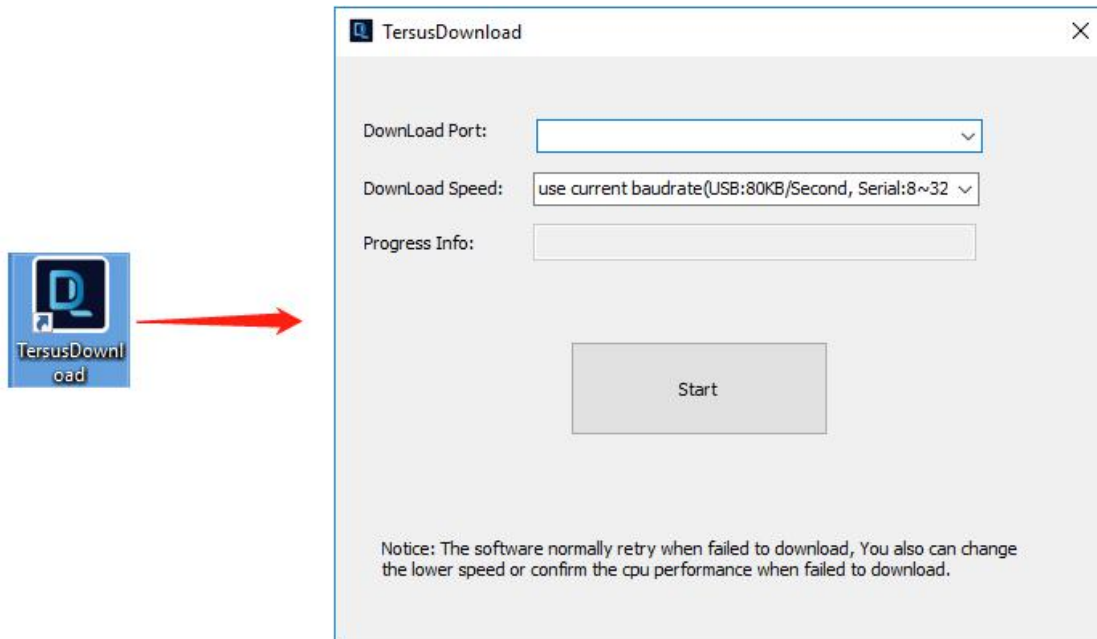 TersusDownload
DownLoad Port:
DownLoad Speed:
use current baudrate(USB:80KB/Second, Serial:8~32
Progress Info:
TersusDownl
oad
Start
Notice: The software normally retry when failed to download, You also can change
the lower speed or confirm the cpu performance when failed to download.